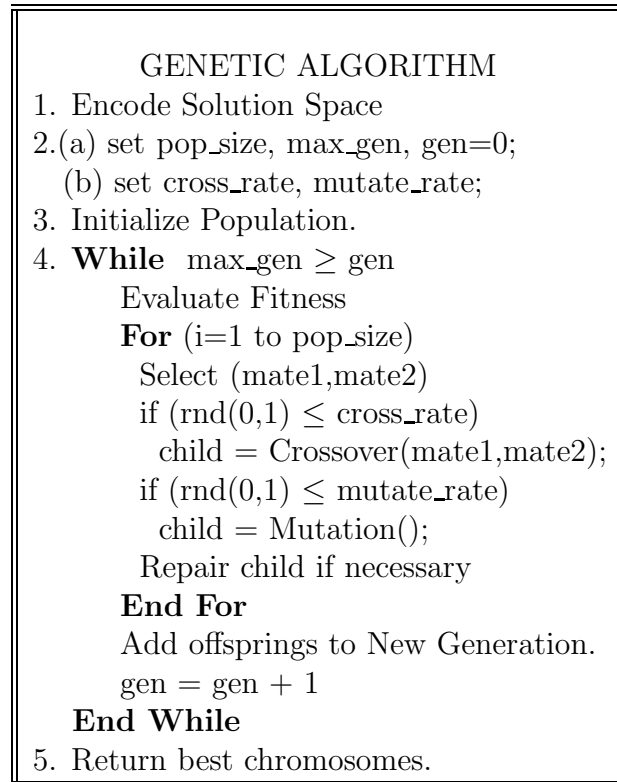 GENETIC ALGORITHM
1. Encode Solution Space
2.(a) set pop_size, max_gen, gen=0;
(b) set cross_rate, mutate_rate;
3. Initialize Population.
4. While max_gen ≥ gen
Evaluate Fitness
For (i=1 to pop_size)
Select (mate1,mate2)
if (rnd(0,1) ≤ cross_rate)
child = Crossover(mate1,mate2);
if (rnd(0,1) ≤ mutate_rate)
child = Mutation();
Repair child if necessary
End For
Add offsprings to New Generation.
gen = gen + 1
End While
5. Return best chromosomes.